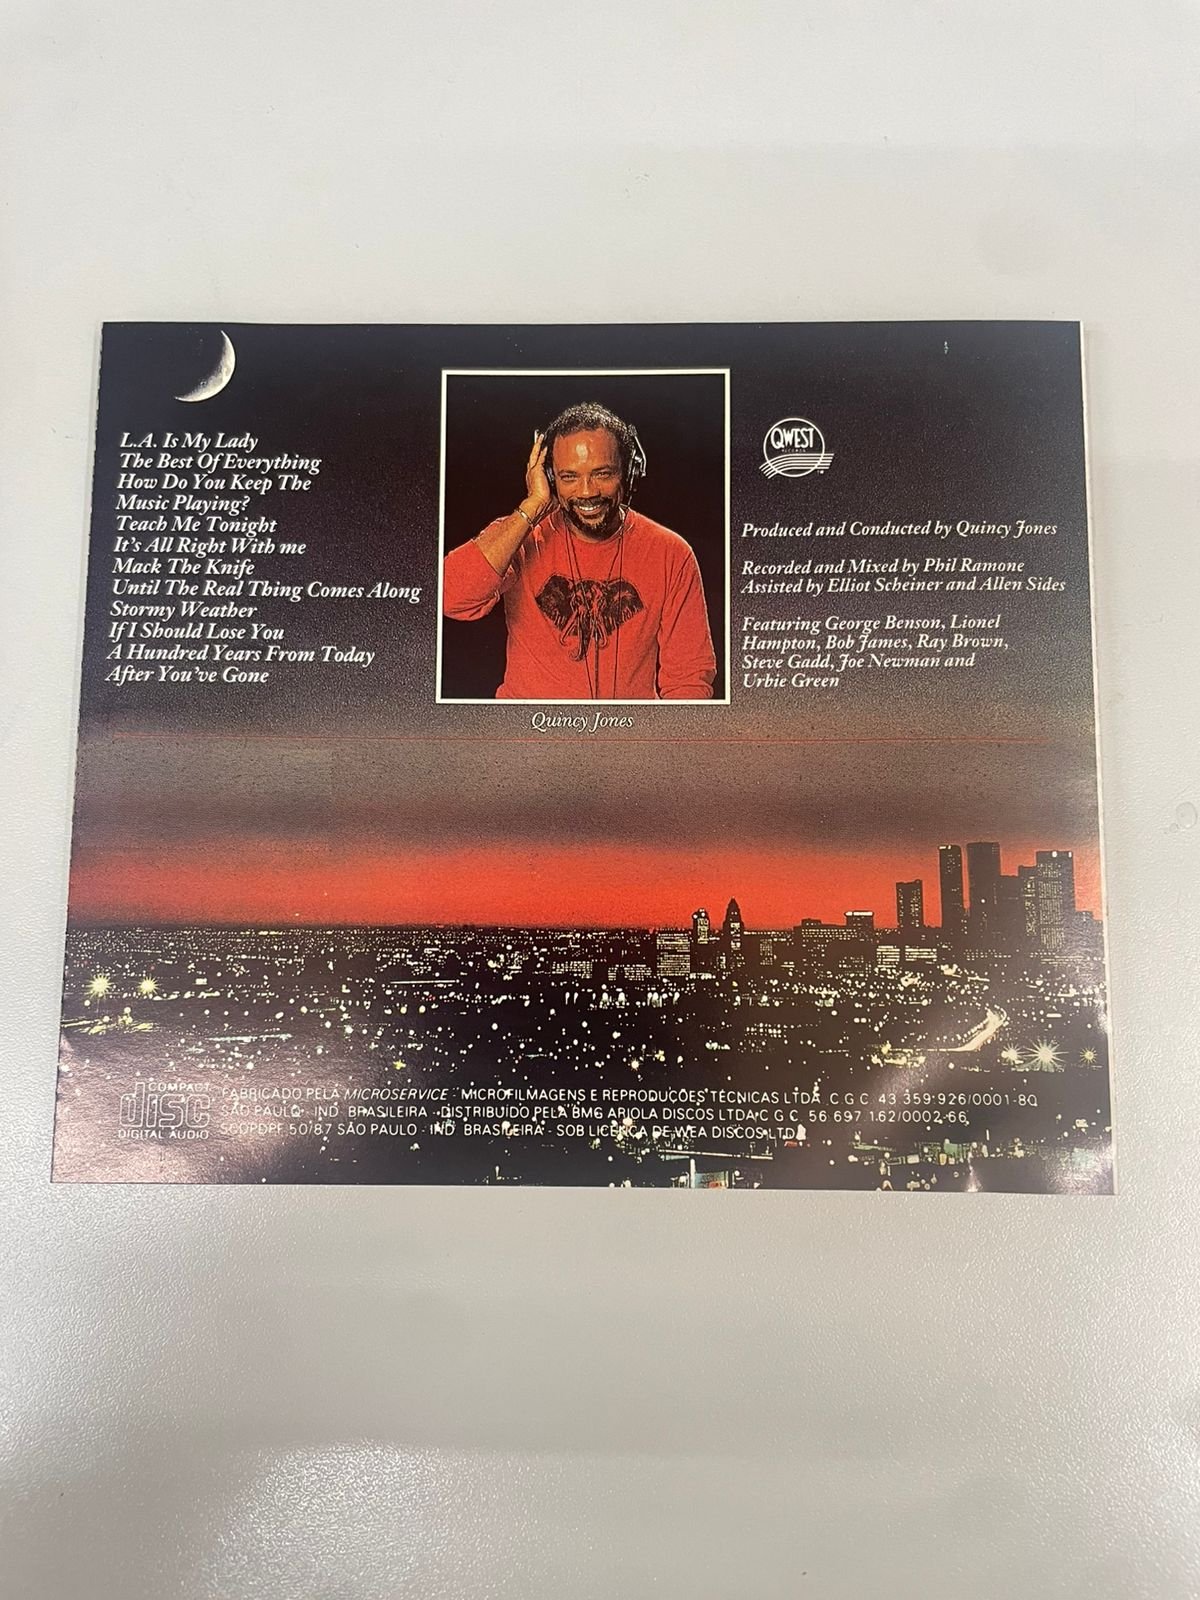 L.A. Is My Lady
The Best Of Everything
How Do You Keep The
Music Playing?
Teach Me Tonight
It's All Right With me
Mack The Knife
Until The Real Thing Comes Along
Stormy Weather
If I Should Lose You
A Hundred Years From Today
After You've Gone
Quincy Jones
QWEST
RECORDS
Produced and Conducted by Quincy Jones
Recorded and Mixed by Phil Ramone
Assisted by Elliot Scheiner and Allen Sides
Featuring George Benson, Lionel
Hampton, Bob James, Ray Brown,
Steve Gadd, Joe Newman and
Urbie Green
COMPACT
disc
DIGITAL AUDIO
FABRICADO PELA MICROSERVICE - MICROFILMAGENS E REPRODUÇÕES TÉCNICAS LTDA. C.G.C. 43.359.926/0001-80
SÃO PAULO - IND. BRASILEIRA - DISTRIBUÍDO PELA BMG ARIOLA DISCOS LTDA C.G.C. 56.697.162/0002-66
SCDPDPF 50/87 SÃO PAULO - IND. BRASILEIRA - SOB LICENÇA DE WEA DISCOS LTDA